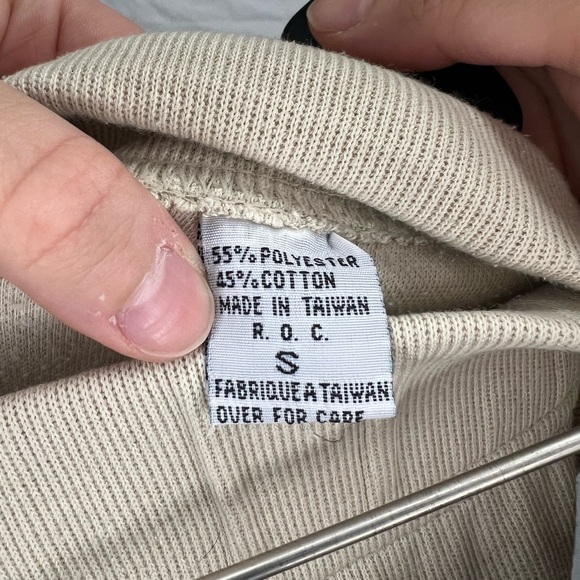 55% POLYESTER
45% COTTON
MADE IN TAIWAN
R. O. C.
S
FABRIQUE A TAIWAN
OVER FOR CARE